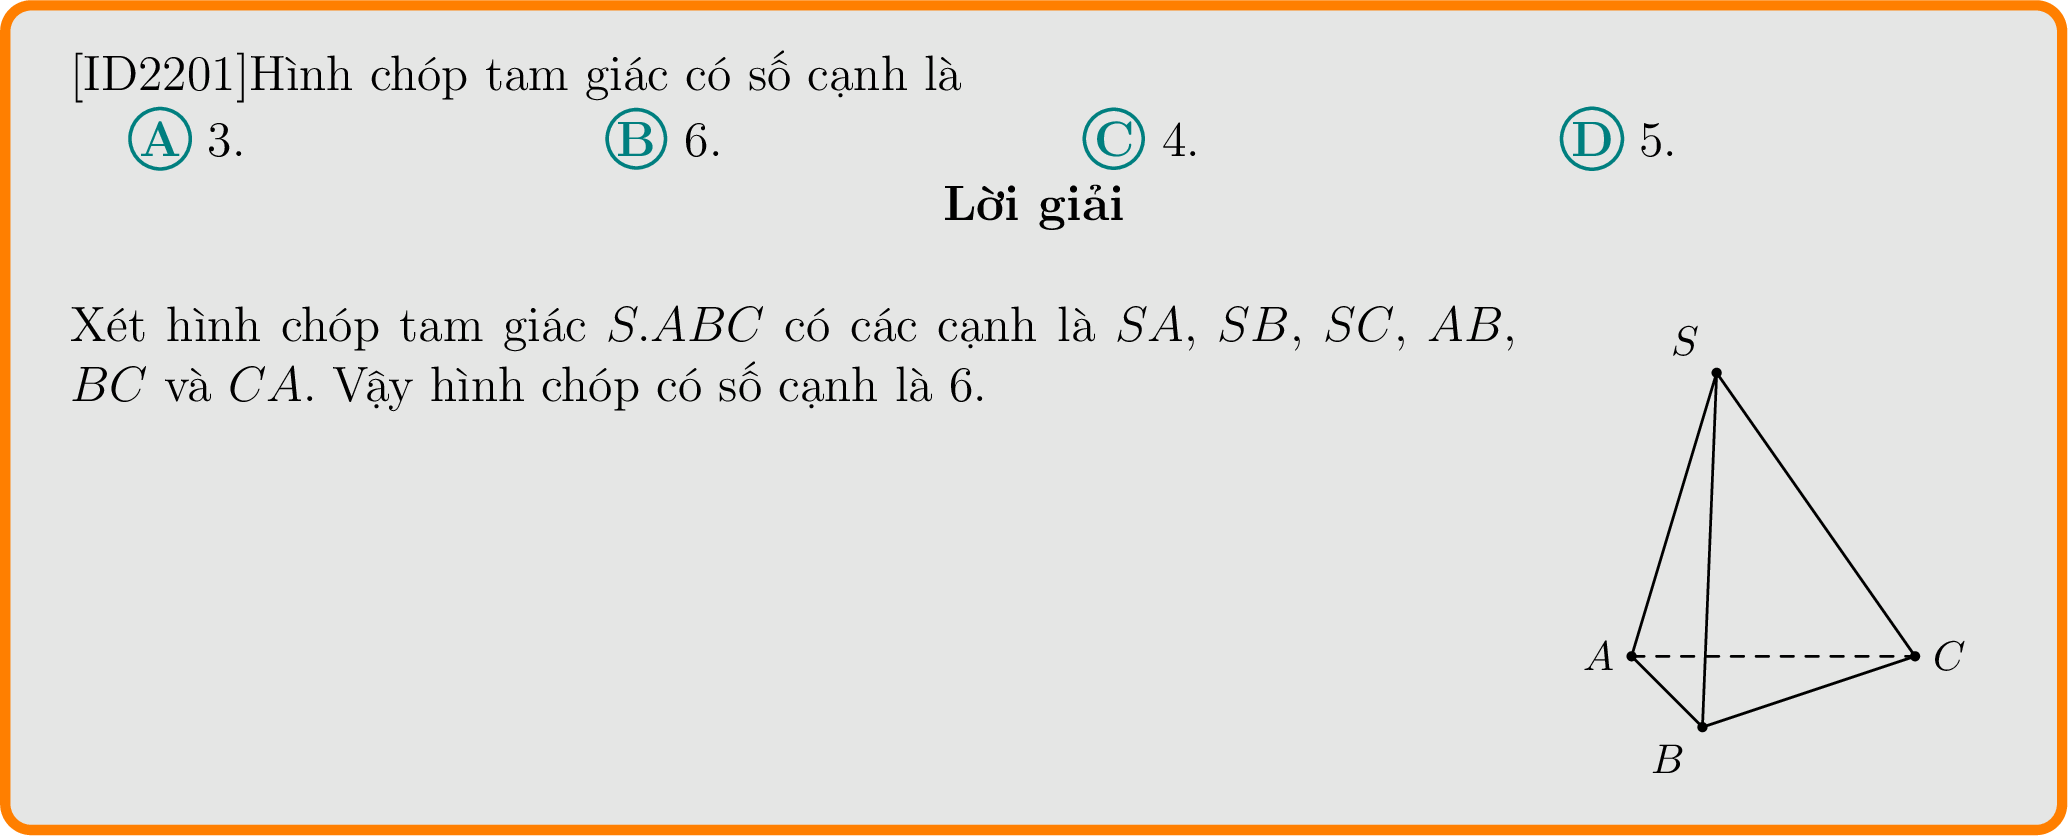 [ID2201]Hình chóp tam giác có số cạnh là
A 3. B 6. C 4. D 5.
Lời giải
Xét hình chóp tam giác S.ABC có các cạnh là SA, SB, SC, AB,
BC và CA. Vậy hình chóp có số cạnh là 6.
S
A
C
B